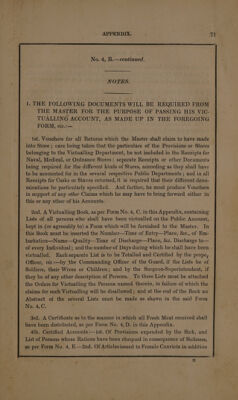 APPENDIX.
21
No. 4, B.—continued.
NOTES.
1. THE FOLLOWING DOCUMENTS WILL BE REQUIRED FROM
THE MASTER FOR THE PURPOSE OF PASSING HIS VIC-
TUALLING ACCOUNT, AS MADE UP IN THE FOREGOING
FORM, viz.:—
1st. Vouchers for all Returns which the Master shall claim to have made
into Store; care being taken that the particulars of the Provisions or Stores
belonging to the Victualling Department, be not included in the Receipts for
Naval, Medical, or Ordnance Stores: separate Receipts or other Documents
being required for the different kinds of Stores, according as they shall have
to be accounted for in the several respective Public Departments; and in all
Receipts for Casks or Staves returned, it is required that their different deno-
minations be particularly specified. And further, he must produce Vouchers
in support of any other Claims which he may have to bring forward either in
this or any other of his Accounts.
2nd. A Victualling Book, as per Form No. 4, C, in this Appendix, containing
Lists of all persons who shall have been victualled on the Public Account,
kept in (or agreeably to) a Form which will be furnished to the Master. In
this Book must be inserted the Number—Time of Entry—Place, &c., of Em-
barkation—Name—Quality—Time of Discharge—Place, &c. Discharge to—
of every Individual; and the number of Days during which he shall have been
victualled. Each separate List is to be Totalled and Certified by the proper
Officer, viz.—by the Commanding Officer of the Guard, if the Lists be of
Soldiers, their Wives or Children; and by the Surgeon-Superintendent, if
they be of any other description of Persons. To these Lists must be attached
the Orders for Victualling the Persons named therein, in failure of which the
claims for such Victualling will be disallowed; and at the end of the Book an
Abstract of the several Lists must be made as shown in the said Form
No. 4, C.
3rd. A Certificate as to the manner in which all Fresh Meat received shall
have been distributed, as per Form No. 4, D. in this Appendix.
4th. Certified Accounts:—1st. Of Provisions expended by the Sick, and
List of Persons whose Rations have been chequed in consequence of Sickness,
as per Form No. 4, E.—2nd. Of Articles issued to Female Convicts in addition